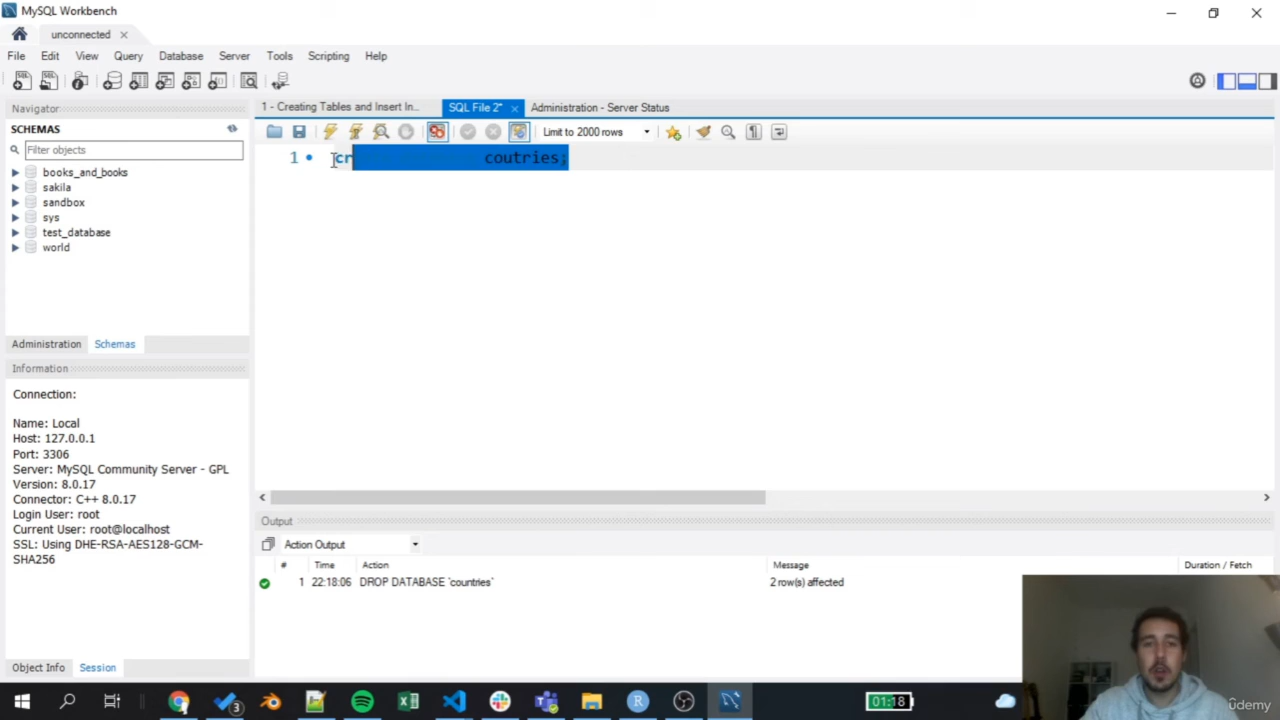 MySQL Workbench
unconnected
File Edit View Query Database Server Tools Scripting Help
Navigator
SCHEMAS
Filter objects
books_and_books
sakila
sandbox
sys
test_database
world
Administration Schemas
Information
Connection:
Name: Local
Host: 127.0.0.1
Port: 3306
Server: MySQL Community Server - GPL
Version: 8.0.17
Connector: C++ 8.0.17
Login User: root
Current User: root@localhost
SSL: Using DHE-RSA-AES128-GCM-
SHA256
Object Info Session
1 - Creating Tables and Insert In... SQL File 2* Administration - Server Status
Limit to 2000 rows
1 cr coutries;
Output
Action Output
# Time Action Message Duration / Fetch
1 22:18:06 DROP DATABASE `countries` 2 row(s) affected
3
01:18
ûdemy